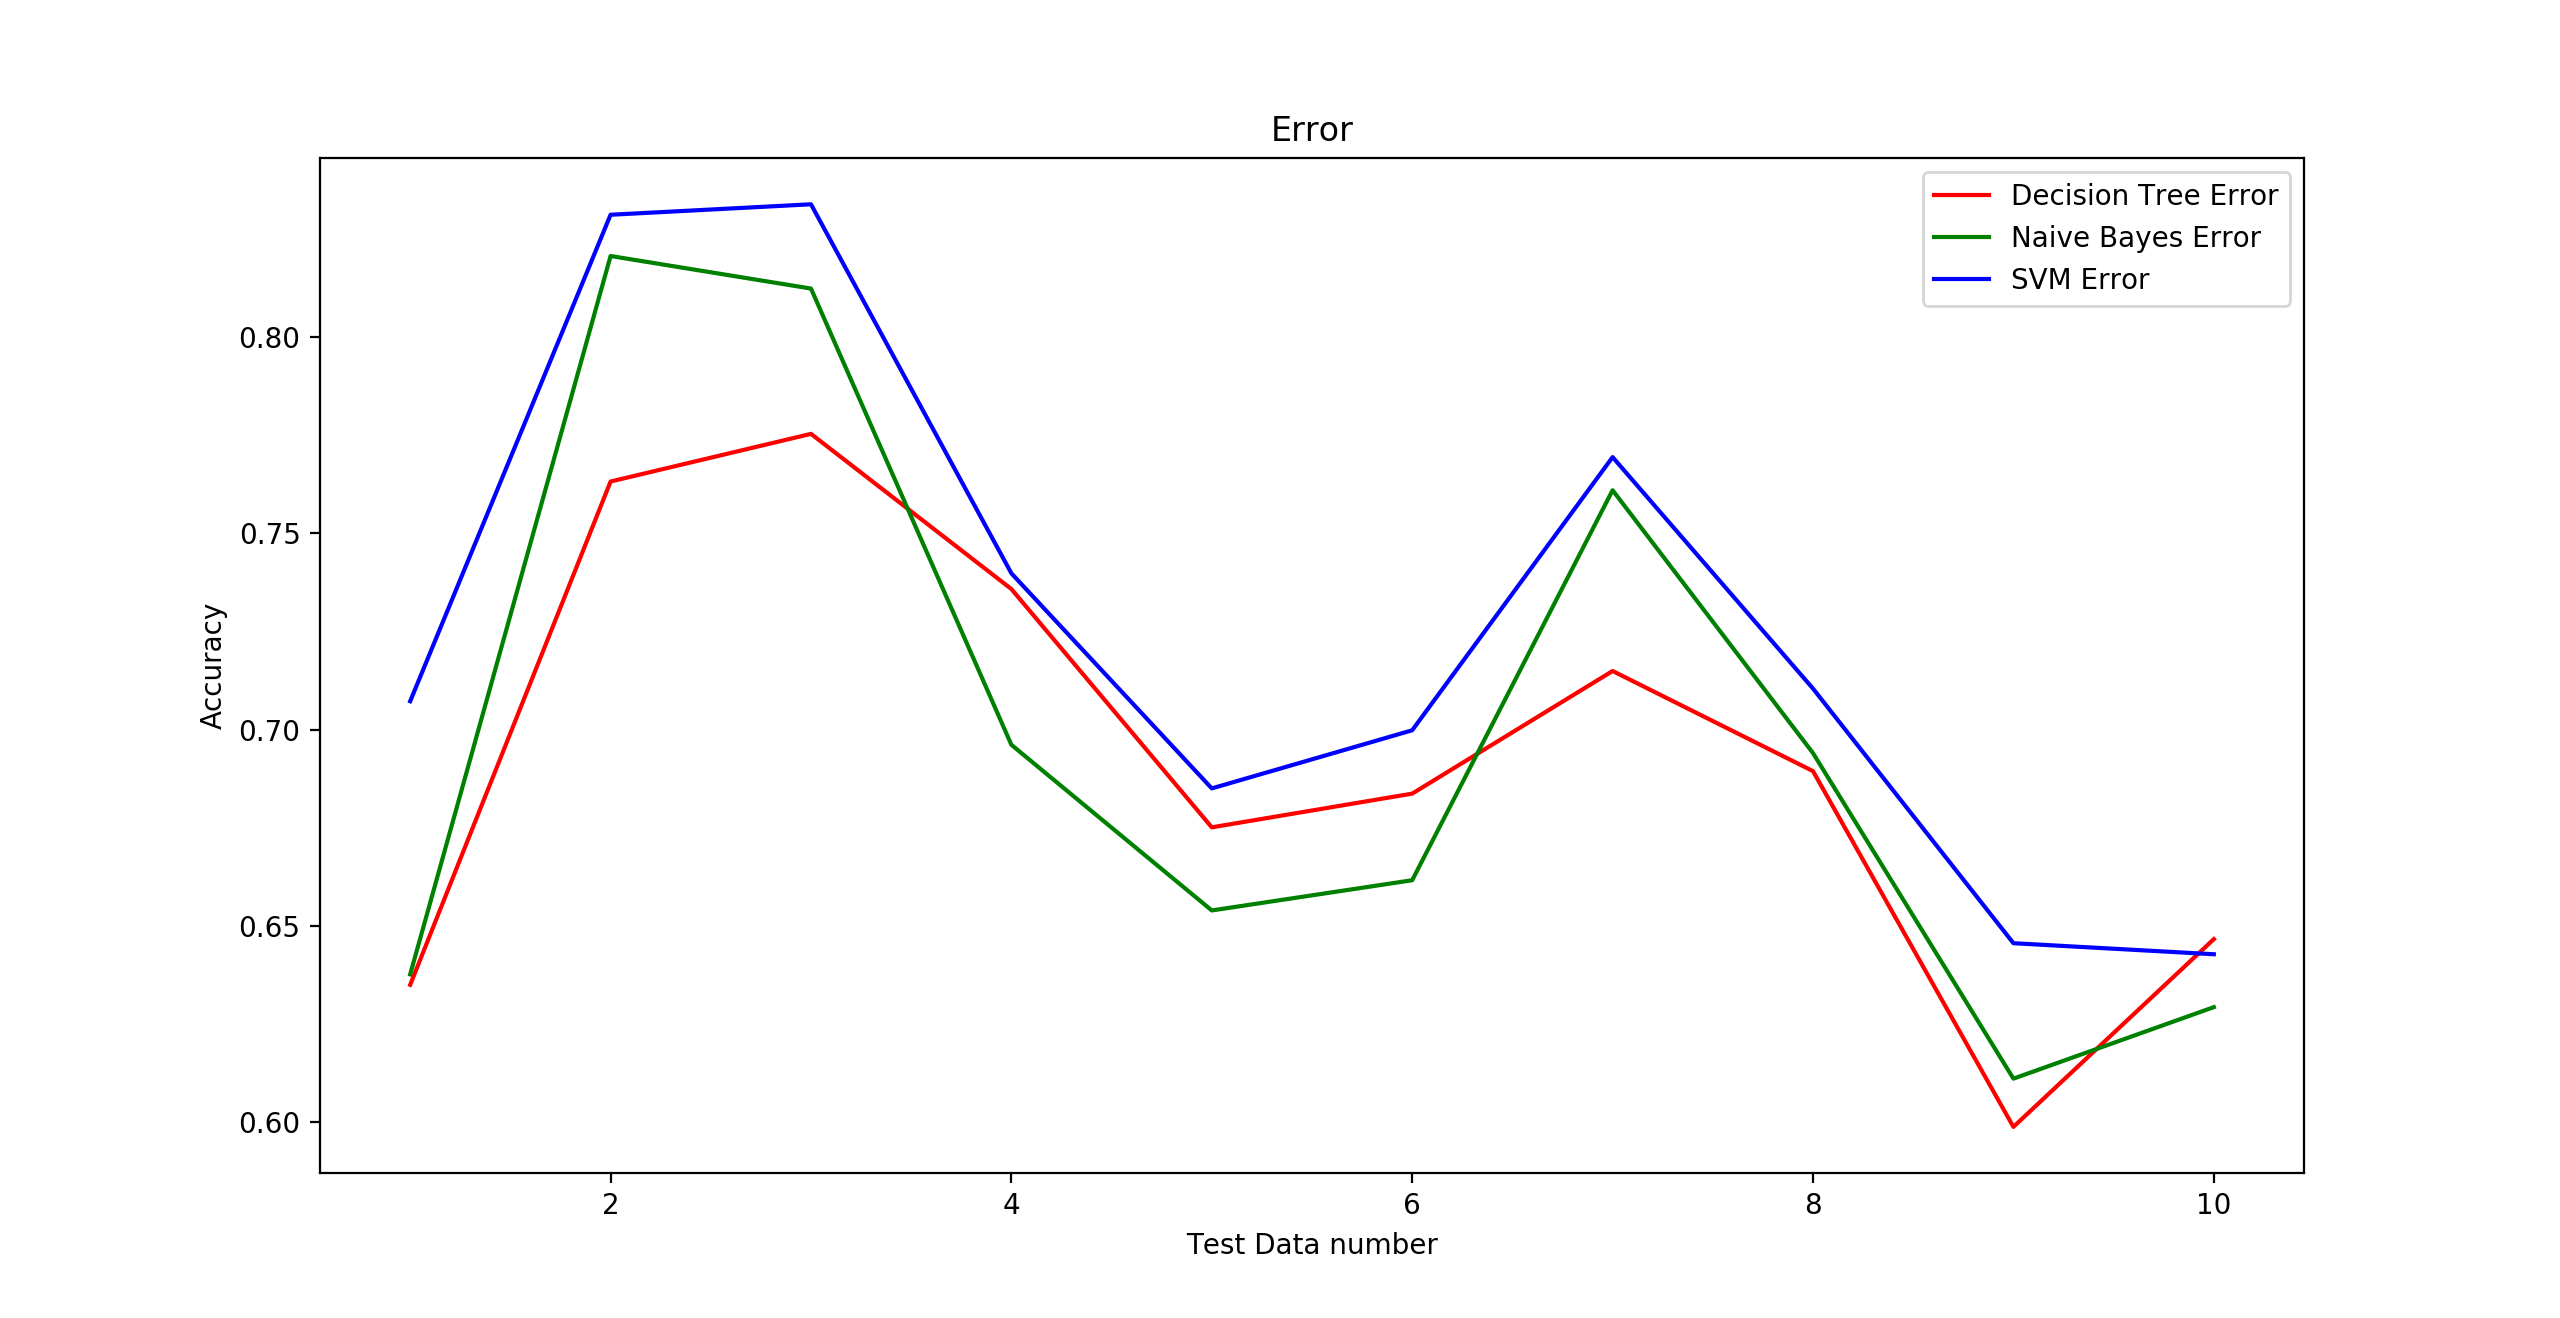 Error
Decision Tree Error
Naive Bayes Error
SVM Error
0.80
0.75
0.70
0.65
0.60
Accuracy
2 4 6 8 10
Test Data number